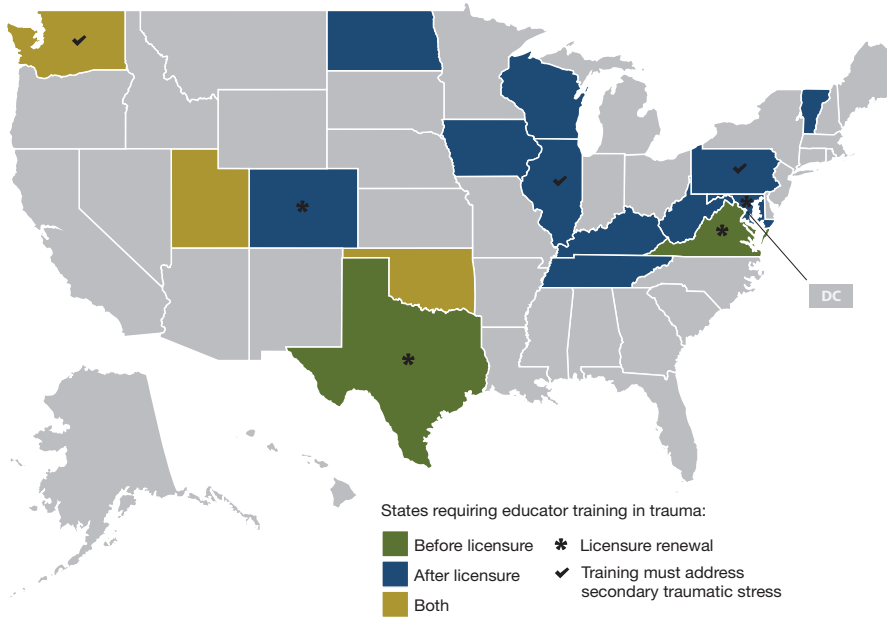 DC
States requiring educator training in trauma:
Before licensure
* Licensure renewal
After licensure
✓ Training must address
secondary traumatic stress
Both